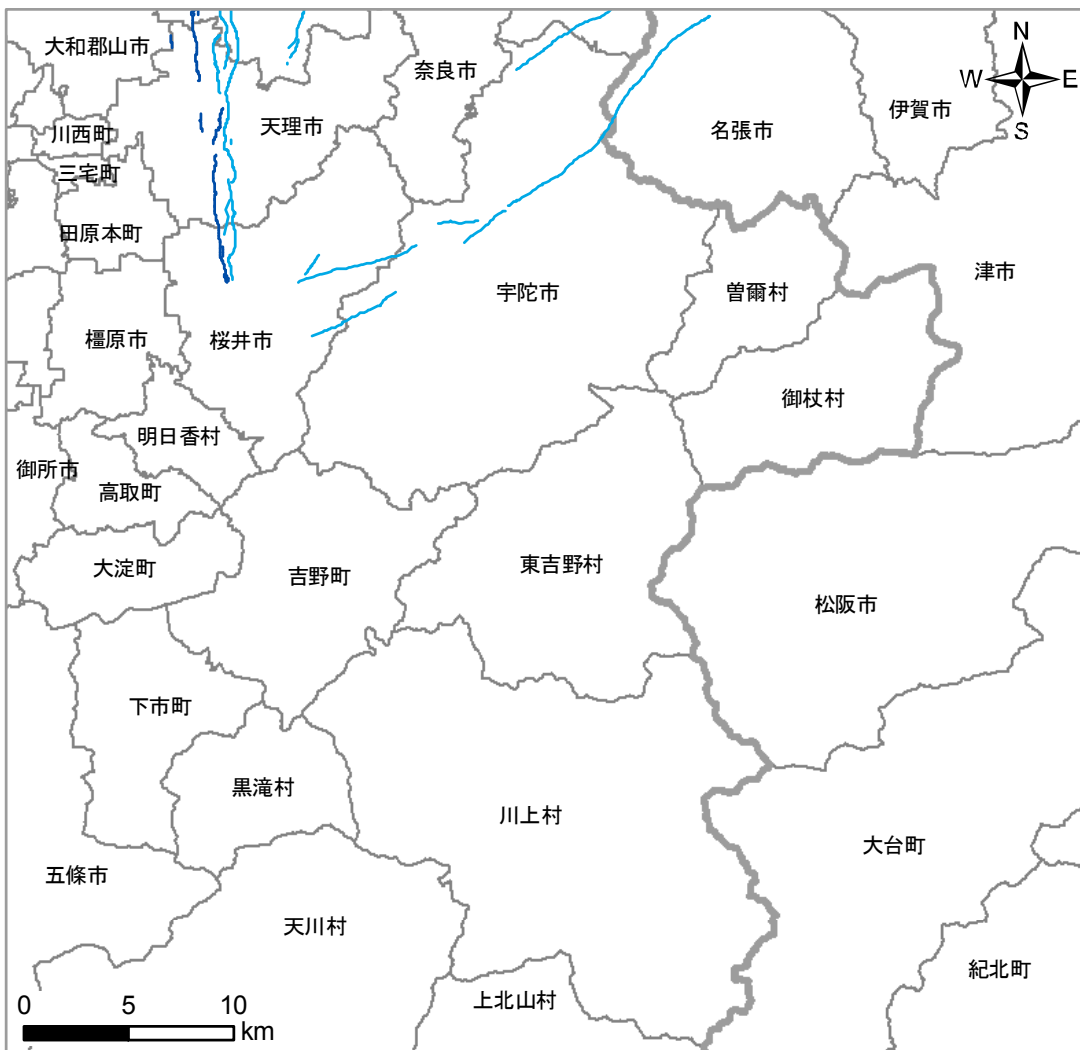 大和郡山市
奈良市
N
W
E
S
伊賀市
川西町
天理市
名張市
三宅町
田原本町
津市
宇陀市
曽爾村
橿原市
桜井市
御杖村
明日香村
御所市
高取町
大淀町
吉野町
東吉野村
松阪市
下市町
黒滝村
川上村
大台町
五條市
天川村
紀北町
上北山村
0 5 10
km